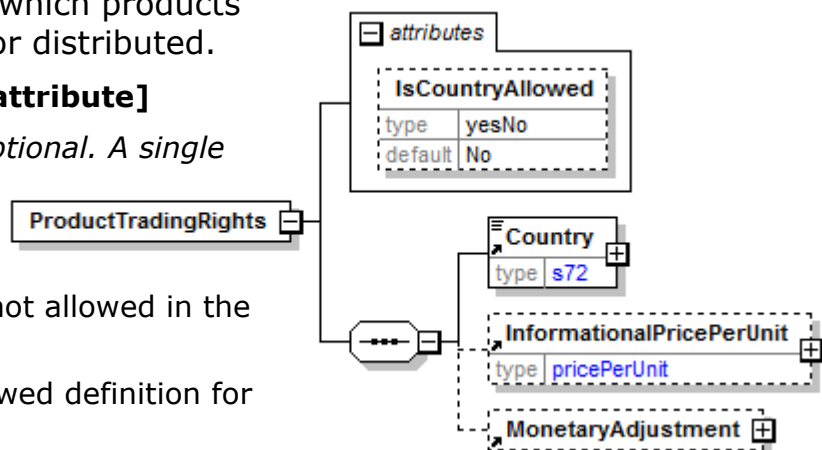 which products
or distributed.
attribute]
otional. A single
not allowed in the
wed definition for
attributes
IsCountryAllowed
type yesNo
default No
ProductTradingRights
Country
type s72
InformationalPricePerUnit
type pricePerUnit
MonetaryAdjustment